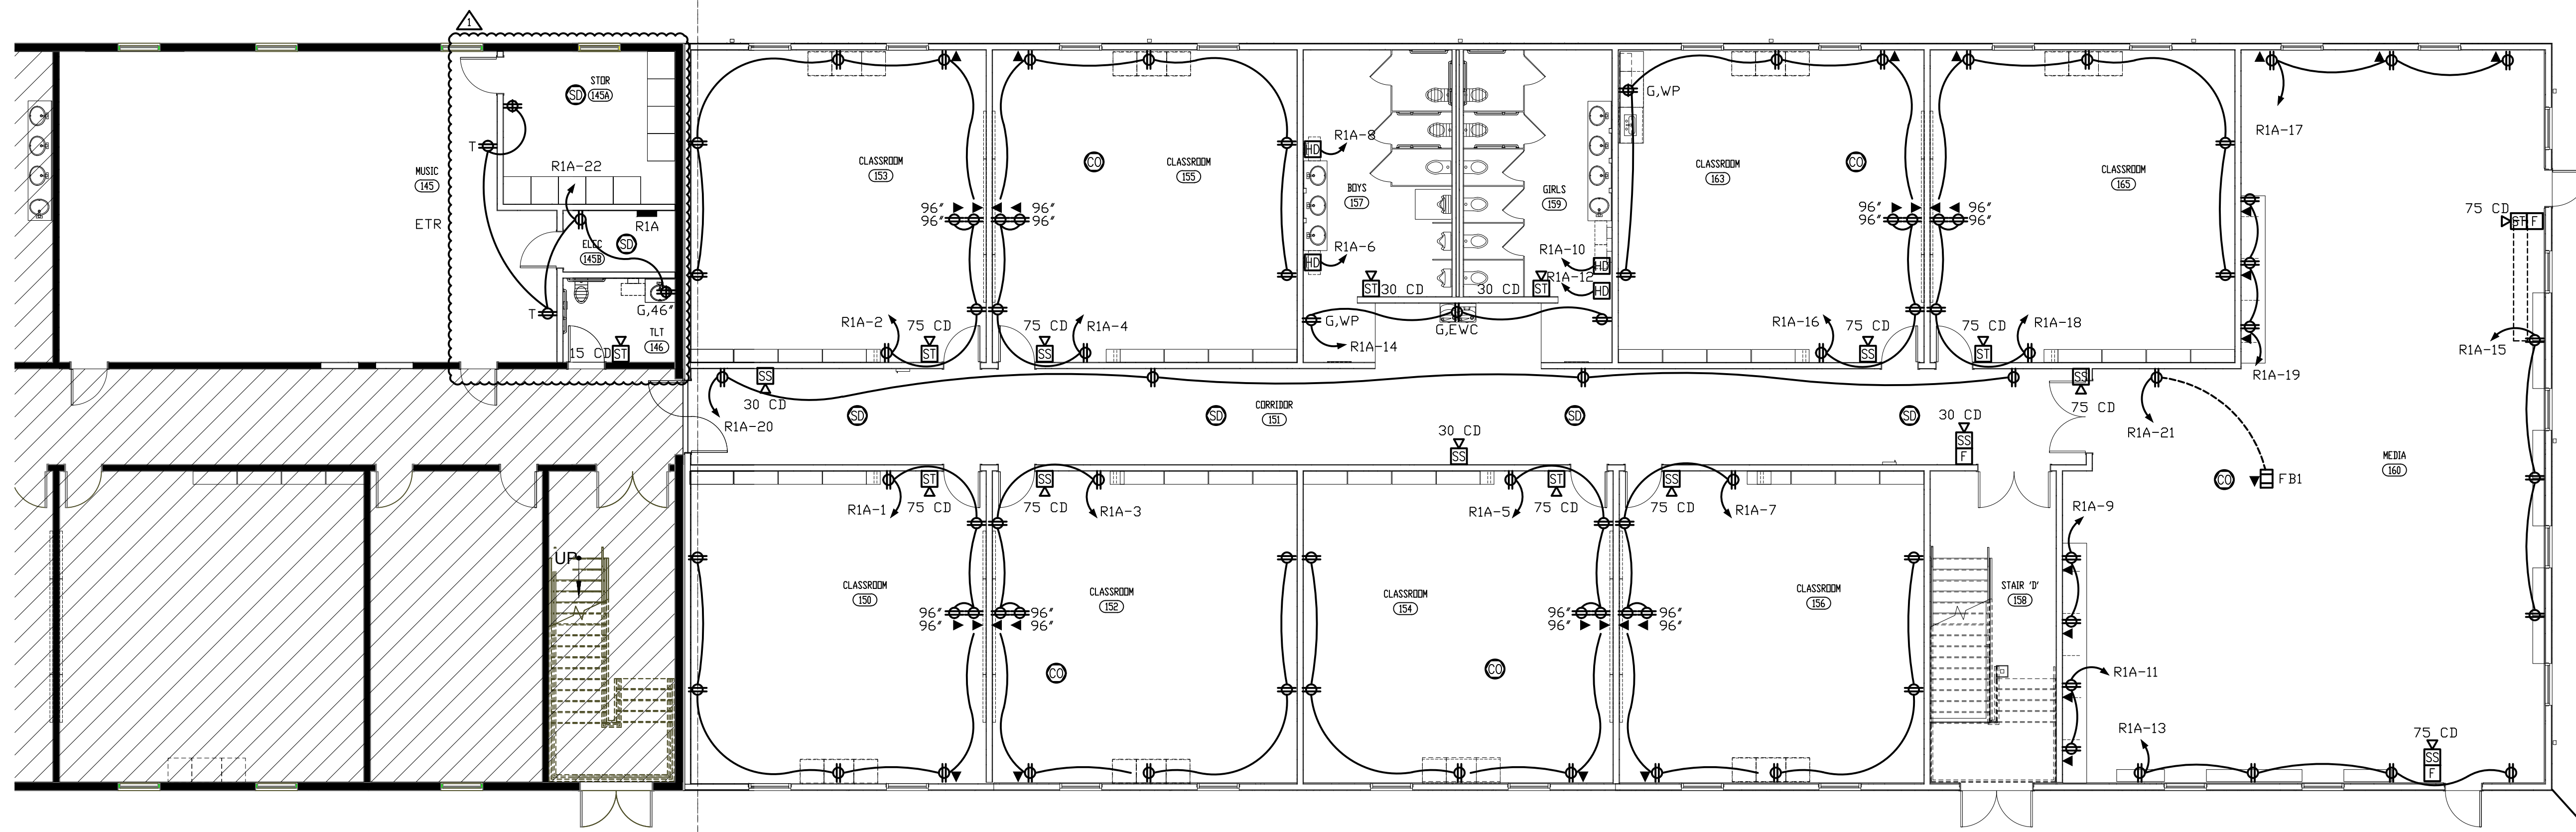 1
STOR
SD 145A
T
R1A-22
MUSIC
145
ETR
R1A
ELEC
SD
145B
G,46"
T
TLT
146
15 CD ST
CLASSROOM
153
96"
96"
R1A-2
75 CD
ST
CO
CLASSROOM
155
96"
96"
75 CD
SS
R1A-4
R1A-8
HD
BOYS
157
R1A-6
HD
ST 30 CD
G,WP
R1A-14
30 CD ST
G,EWC
GIRLS
159
R1A-10
HD
R1A-12
HD
G,WP
CLASSROOM
163
CO
96"
96"
R1A-16
75 CD
SS
CLASSROOM
165
96"
96"
75 CD
ST
R1A-18
R1A-17
75 CD
ST F
R1A-15
R1A-19
SS
30 CD
R1A-20
SD
SD
CORRIDOR
151
SD
SD
30 CD
SS
30 CD
SS
F
SS
75 CD
R1A-21
MEDIA
160
CO
FB1
UP
R1A-1
ST
75 CD
CLASSROOM
150
96"
96"
SS
75 CD
R1A-3
CLASSROOM
152
96"
96"
CO
R1A-5
ST
75 CD
CLASSROOM
154
96"
96"
CO
SS
75 CD
R1A-7
CLASSROOM
156
96"
96"
STAIR 'D'
158
R1A-9
R1A-11
R1A-13
75 CD
SS
F